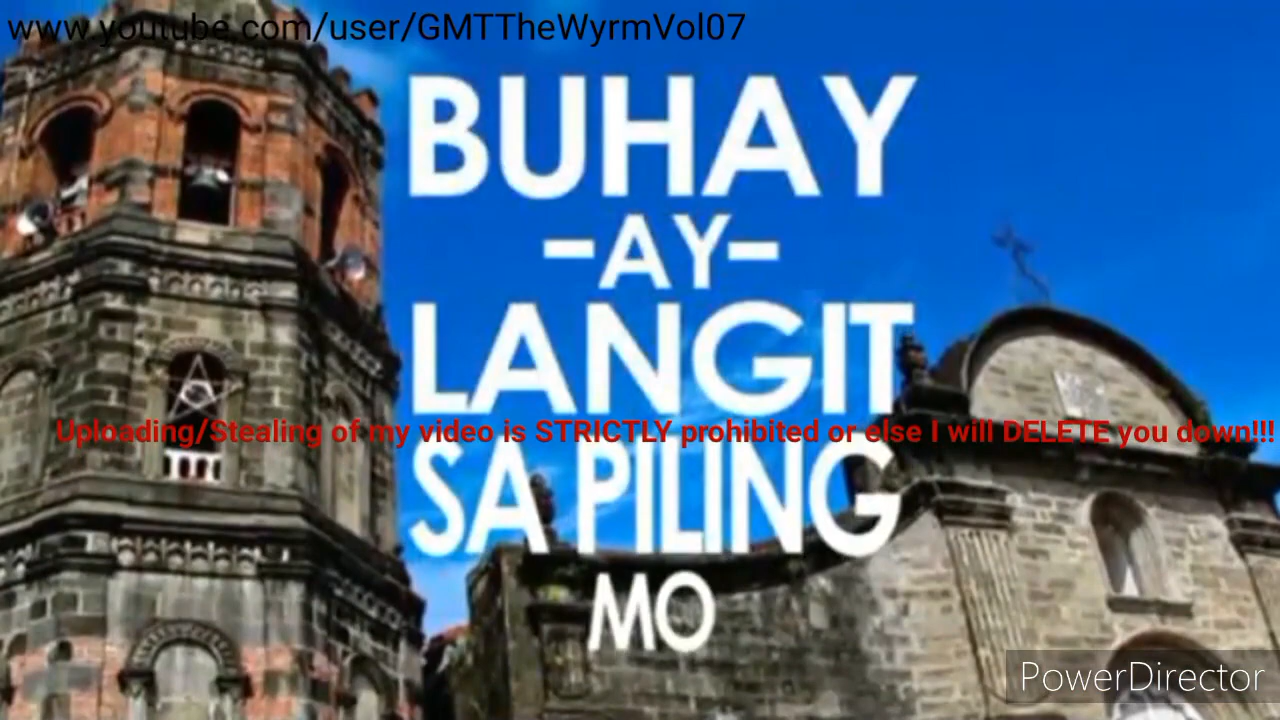 www.youtube.com/user/GMTTheWyrmVol07
BUHAY
-AY-
LANGIT
Uploading/Stealing of my video is STRICTLY prohibited or else I will DELETE you down!!!
SA PILING
MO
PowerDirector